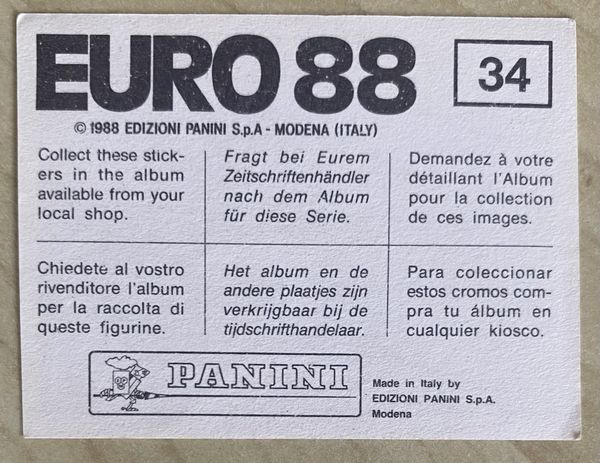 EURO 88
34
© 1988 EDIZIONI PANINI S.p.A - MODENA (ITALY)
Collect these stick-
ers in the album
available from your
local shop.
Fragt bei Eurem
Zeitschriftenhändler
nach dem Album
für diese Serie.
Demandez à votre
détaillant l'Album
pour la collection
de ces images.
Chiedete al vostro
rivenditore l'album
per la raccolta di
queste figurine.
Het album en de
andere plaatjes zijn
verkrijgbaar bij de
tijdschrifthandelaar.
Para coleccionar
estos cromos com-
pra tu álbum en
cualquier kiosco.
PANINI
Made in Italy by
EDIZIONI PANINI S.p.A.
Modena